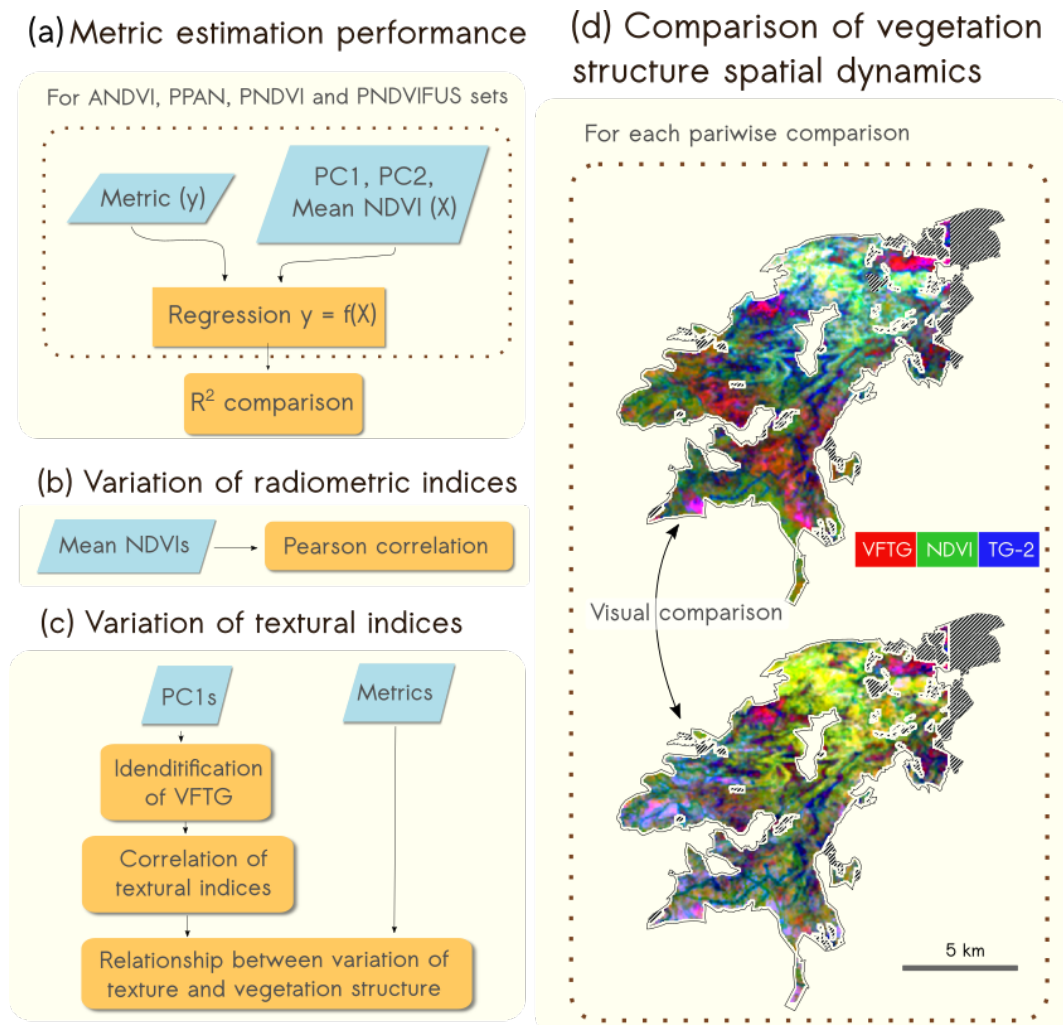 (a) Metric estimation performance
For ANDVI, PPAN, PNDVI and PNDVIFUS sets
Metric (y)
PC1, PC2,
Mean NDVI (X)
Regression y = f(X)
R² comparison
(b) Variation of radiometric indices
Mean NDVIs
Pearson correlation
(c) Variation of textural indices
PC1s
Metrics
Idenditification
of VFTG
Correlation of
textural indices
Relationship between variation of
texture and vegetation structure
(d) Comparison of vegetation
structure spatial dynamics
For each pariwise comparison
VFTG NDVI TG-2
Visual comparison
5 km